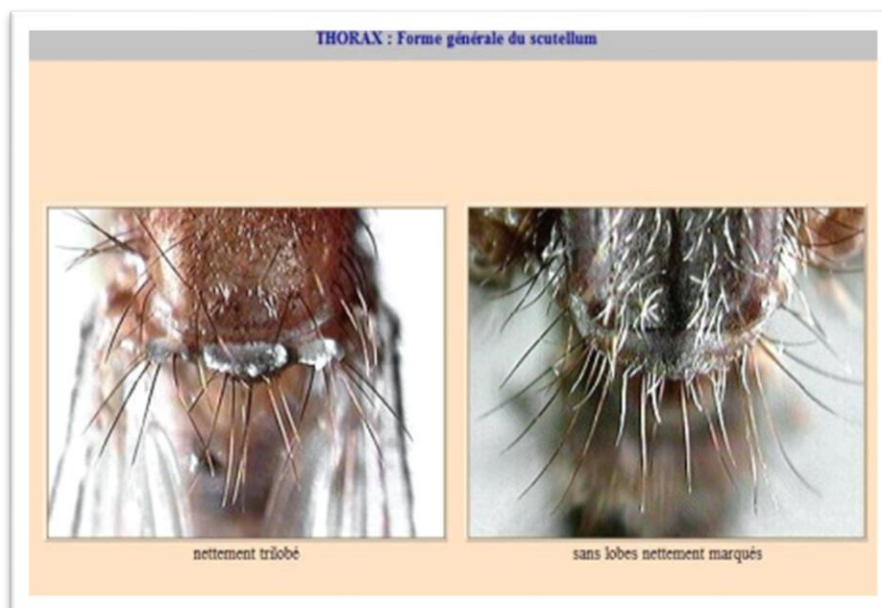 THORAX : Forme générale du scutellum
nettement trilobé
sans lobes nettement marqués